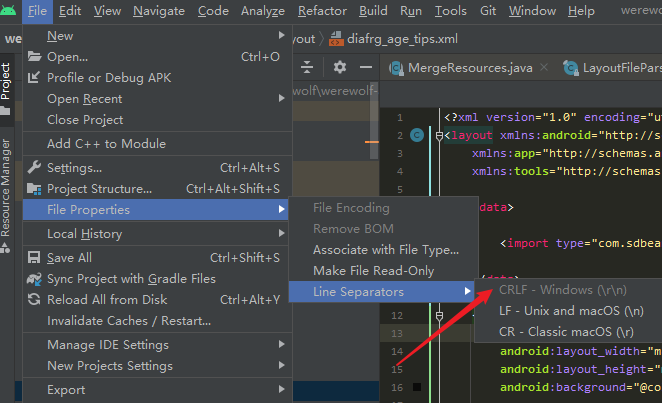 File Edit View Navigate Code Analyze Refactor Build Run Tools Git Window Help
diafrg_age_tips.xml
MergeResources.java
Project
Resource Manager
New
Open... Ctrl+O
Profile or Debug APK
Open Recent
Close Project
Add C++ to Module
Settings... Ctrl+Alt+S
Project Structure... Ctrl+Alt+Shift+S
File Properties
Local History
Save All Ctrl+Shift+S
Sync Project with Gradle Files
Reload All from Disk Ctrl+Alt+Y
Invalidate Caches / Restart...
Manage IDE Settings
New Projects Settings
Export
File Encoding
Remove BOM
Associate with File Type...
Make File Read-Only
Line Separators
CRLF - Windows (\r\n)
LF - Unix and macOS (\n)
CR - Classic macOS (\r)
1 <?xml version="1.0" encoding="u
2 <layout xmlns:android="http://s
3 xmlns:app="http://schemas.a
4 xmlns:tools="http://schemas
data>
<import type="com.sdbea
/data>
12
13
14 android:layout_width="m
15 android:layout_height="
16 android:background="@co